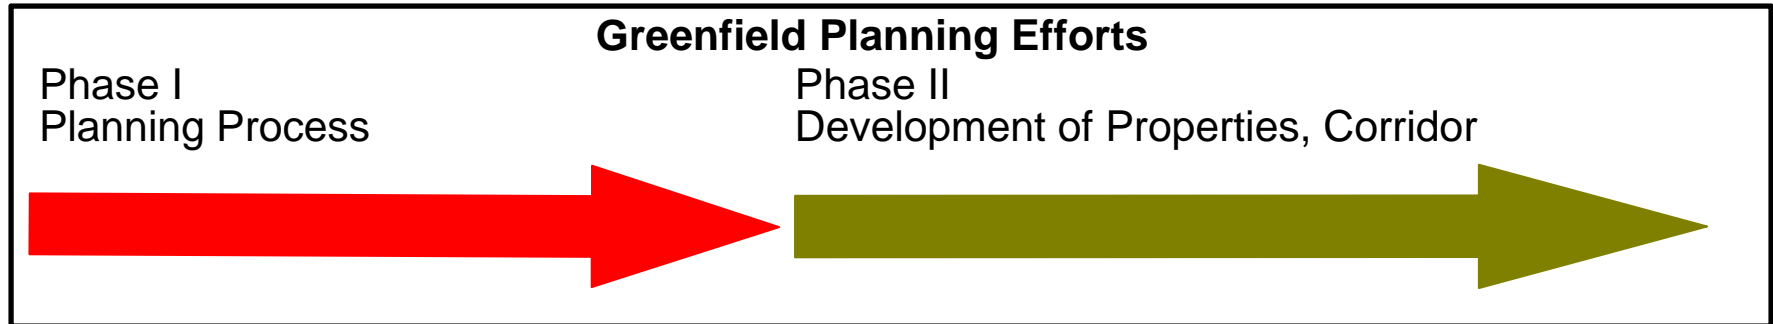 Greenfield Planning Efforts
Phase I
Planning Process
Phase II
Development of Properties, Corridor